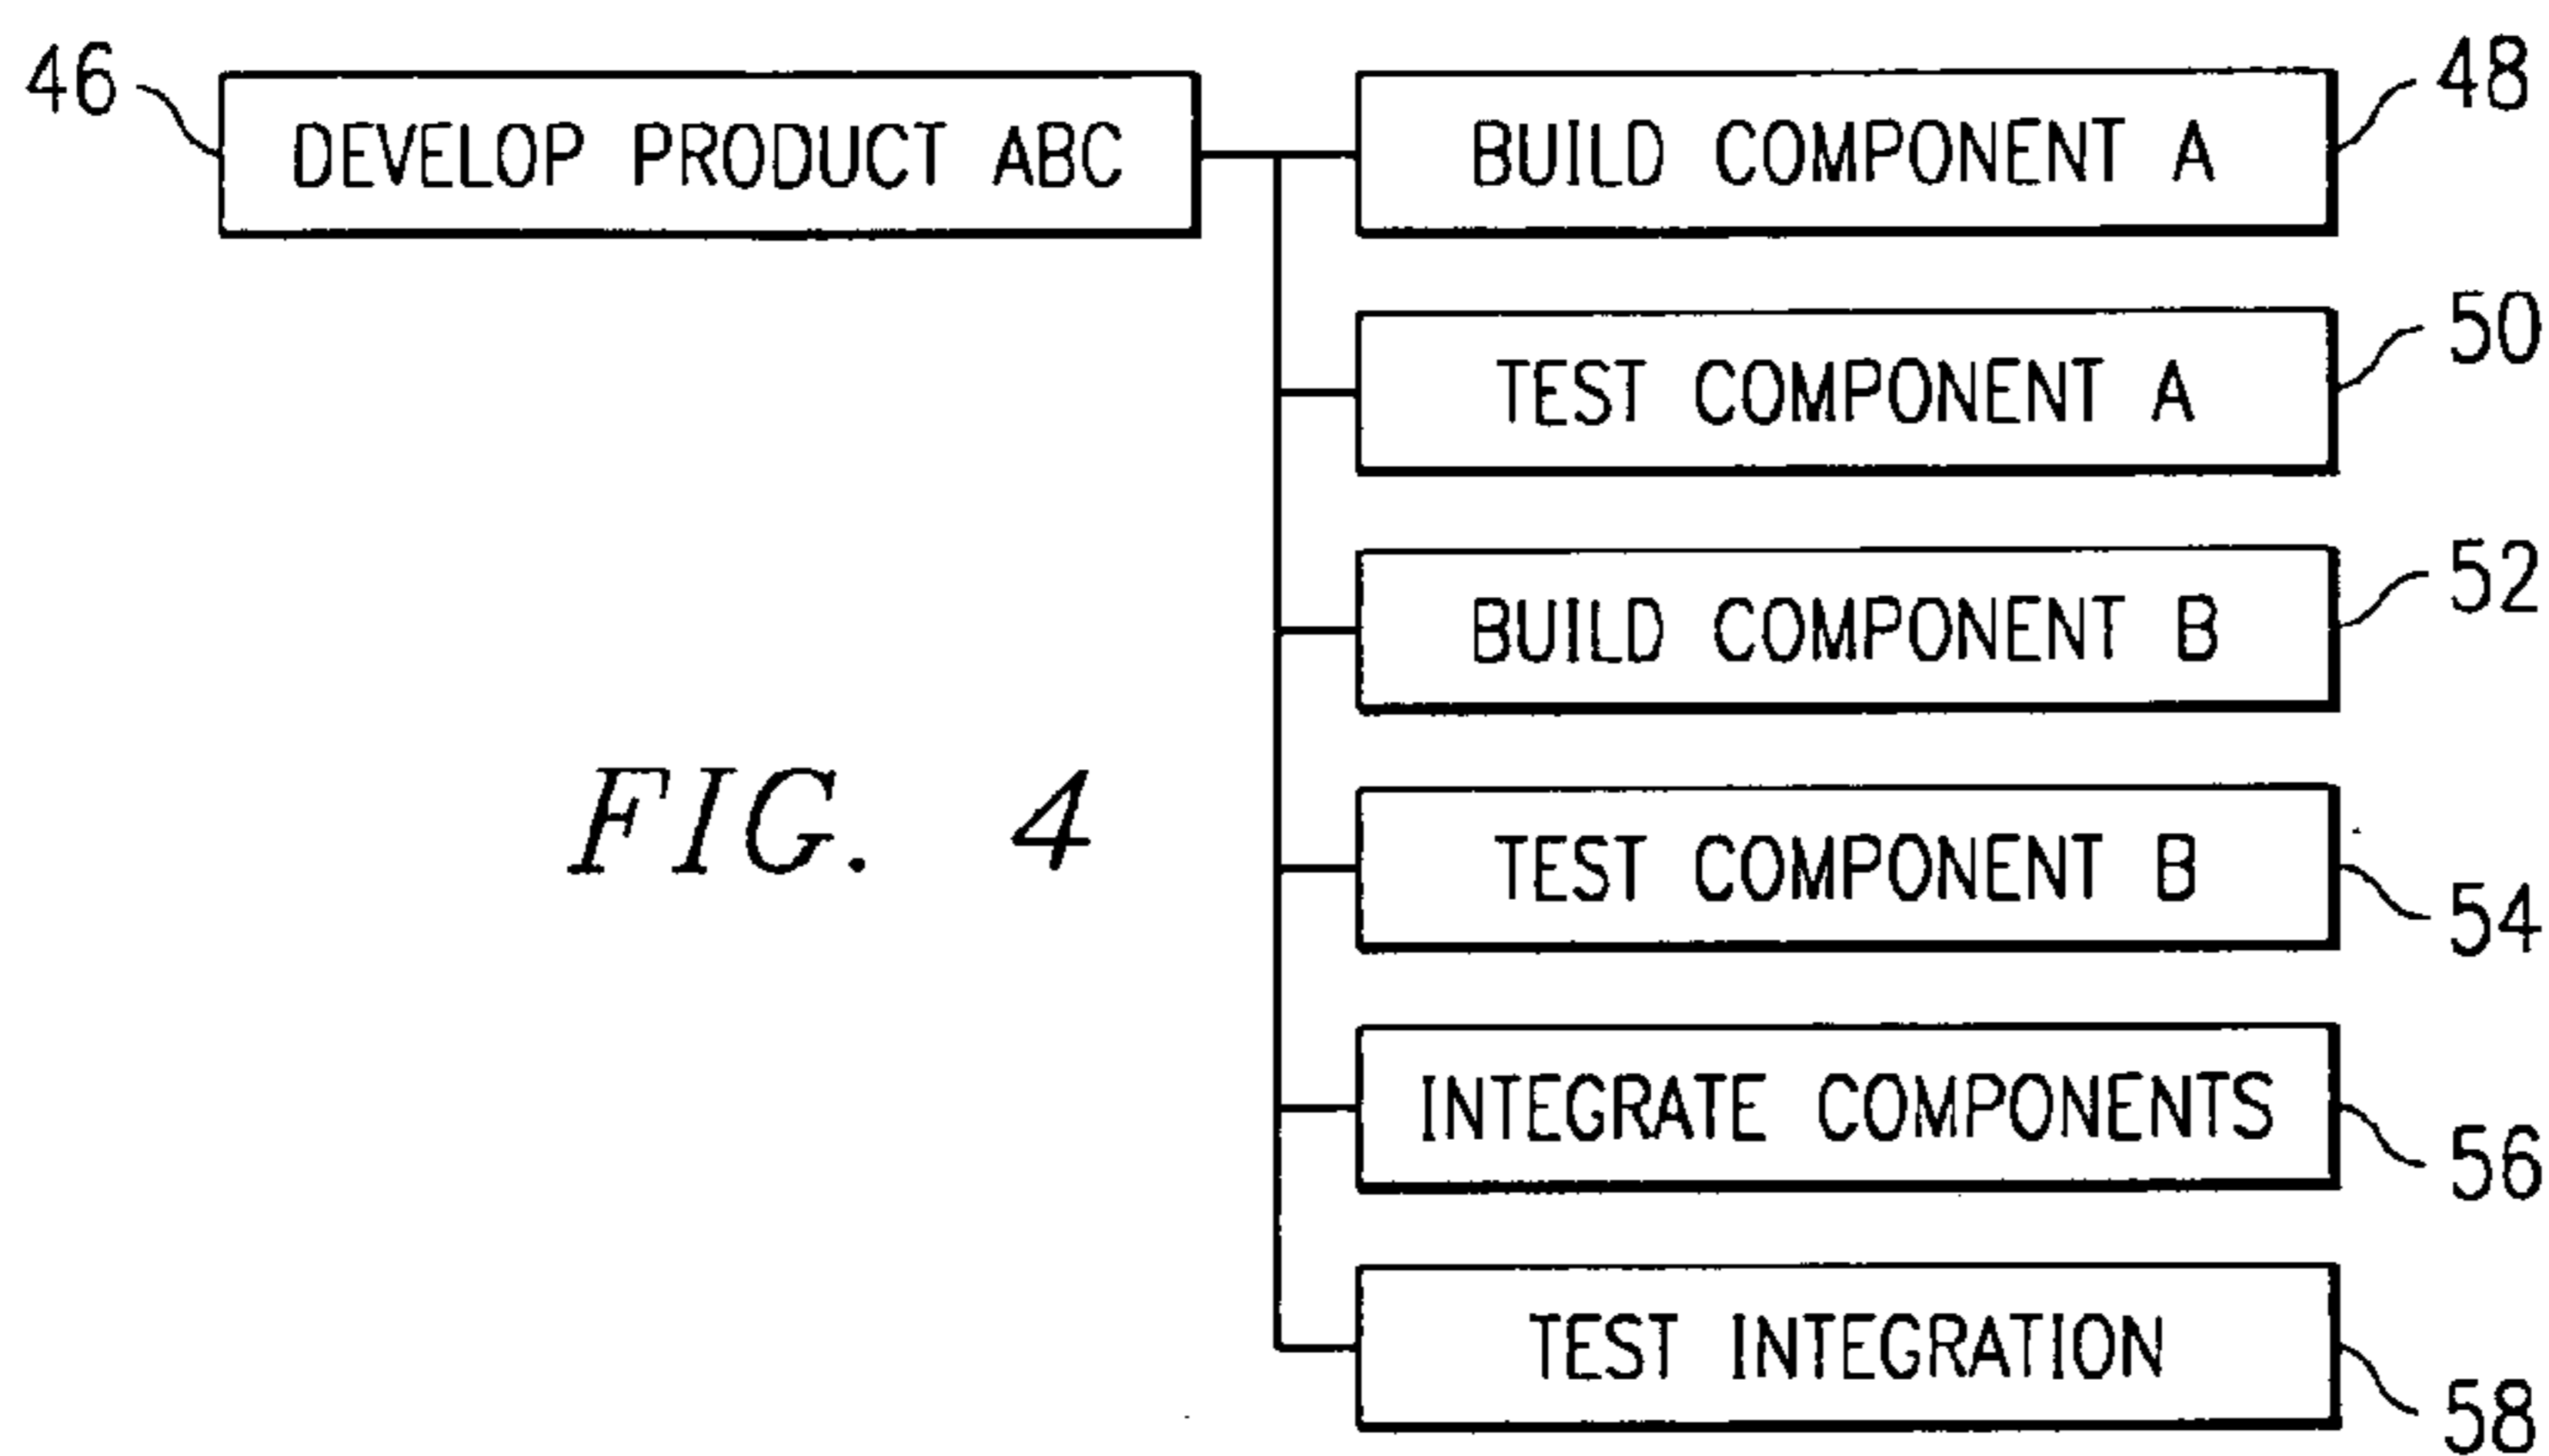 46
DEVELOP PRODUCT ABC
BUILD COMPONENT A
48
TEST COMPONENT A
50
BUILD COMPONENT B
52
TEST COMPONENT B
54
INTEGRATE COMPONENTS
56
TEST INTEGRATION
58
FIG. 4